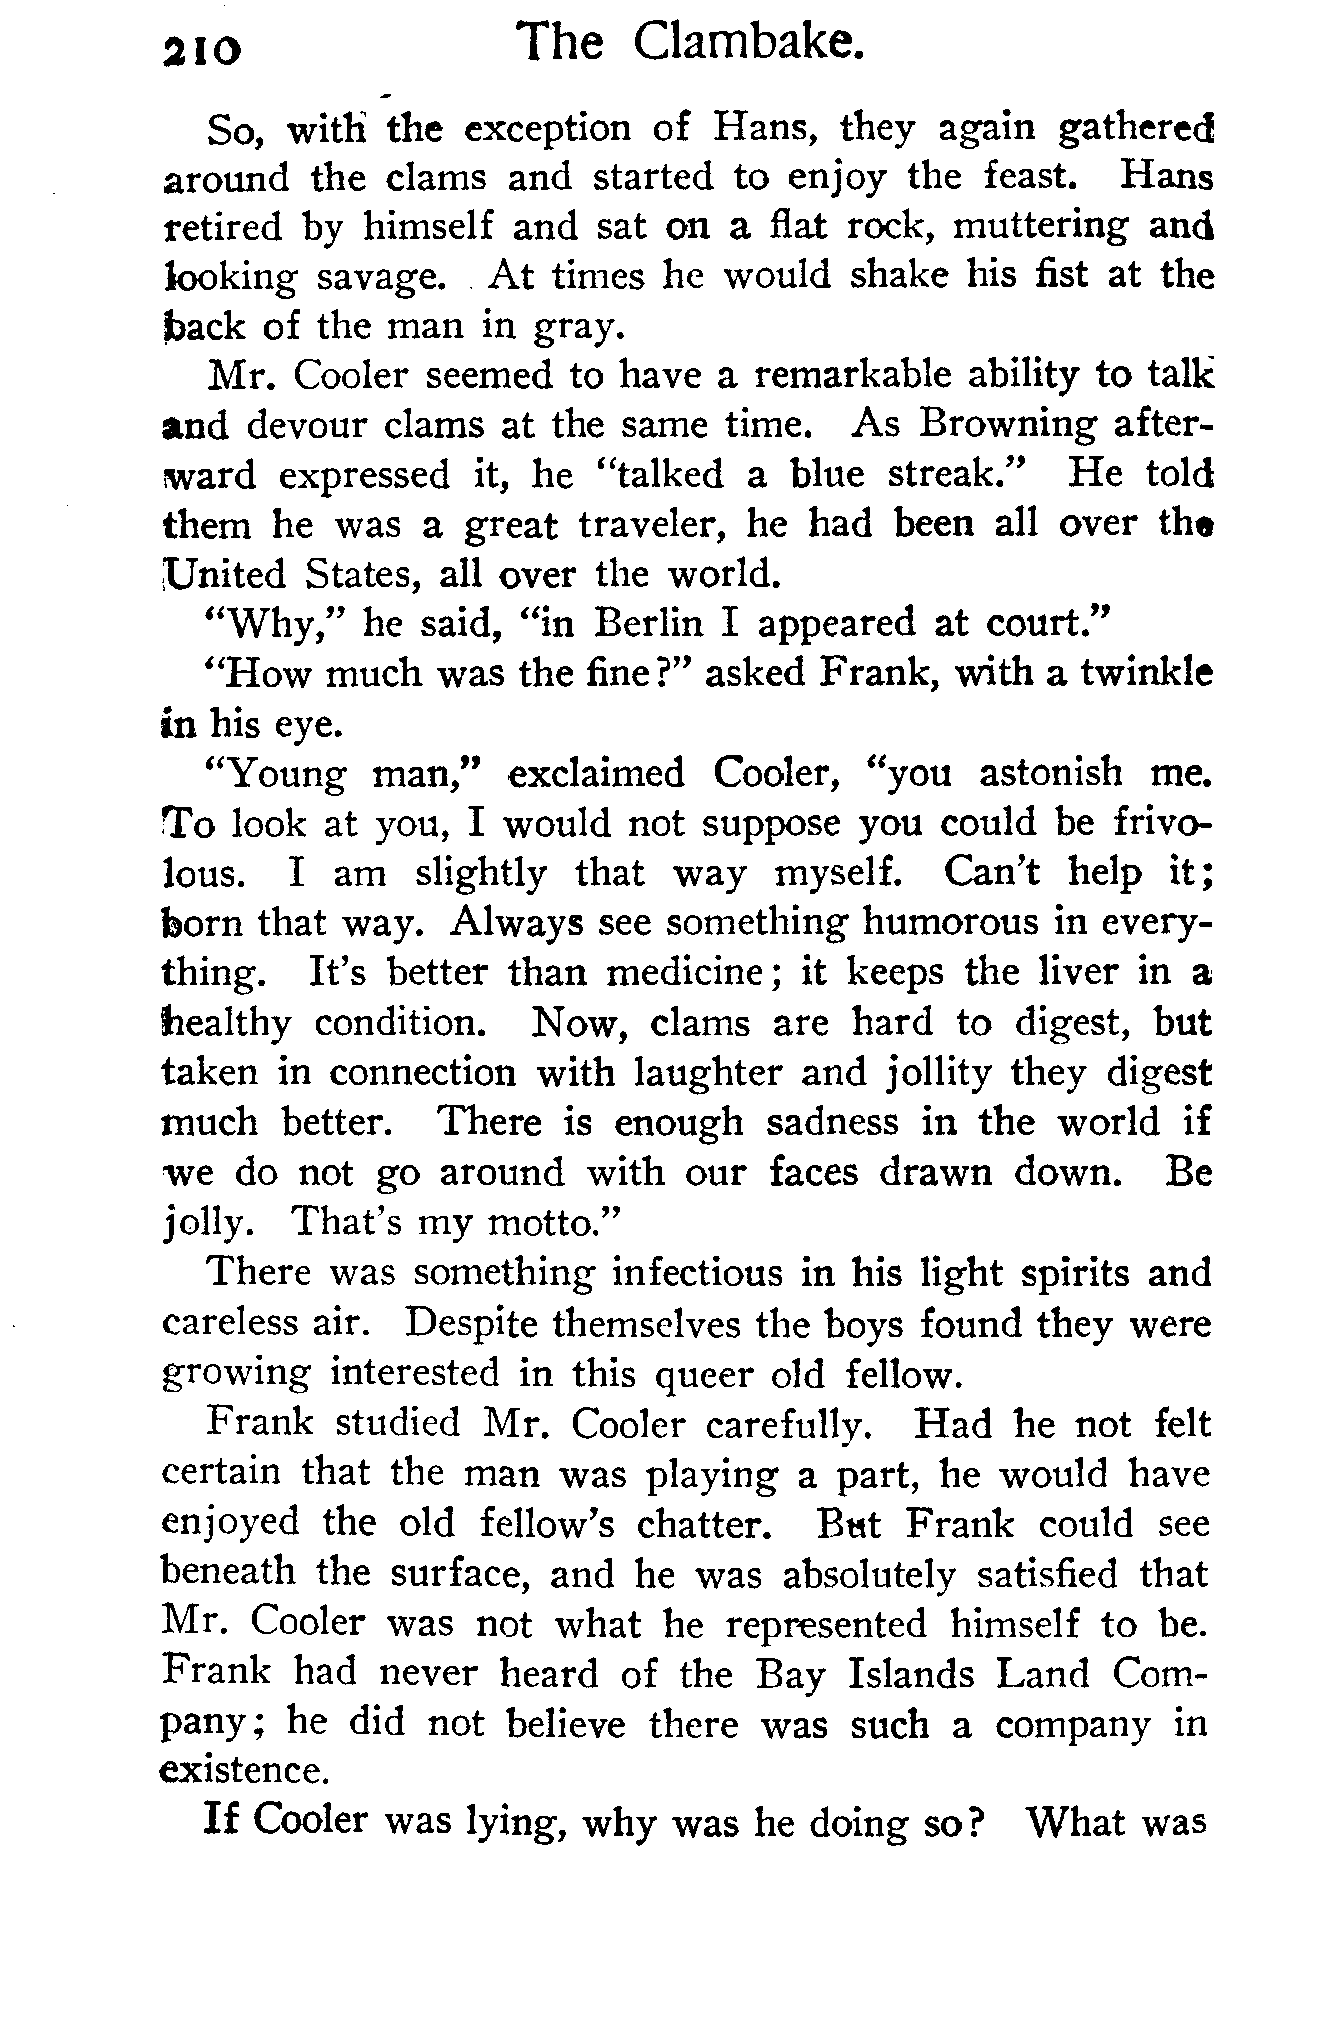 210 The Clambake.
So, with the exception of Hans, they again gathered
around the clams and started to enjoy the feast. Hans
retired by himself and sat on a flat rock, muttering and
looking savage. At times he would shake his fist at the
back of the man in gray.
Mr. Cooler seemed to have a remarkable ability to talk
and devour clams at the same time. As Browning after-
ward expressed it, he “talked a blue streak.” He told
them he was a great traveler, he had been all over the
United States, all over the world.
“Why,” he said, “in Berlin I appeared at court.”
“How much was the fine?” asked Frank, with a twinkle
in his eye.
“Young man,” exclaimed Cooler, “you astonish me.
To look at you, I would not suppose you could be frivo-
lous. I am slightly that way myself. Can't help it;
born that way. Always see something humorous in every-
thing. It's better than medicine; it keeps the liver in a
healthy condition. Now, clams are hard to digest, but
taken in connection with laughter and jollity they digest
much better. There is enough sadness in the world if
we do not go around with our faces drawn down. Be
jolly. That's my motto.”
There was something infectious in his light spirits and
careless air. Despite themselves the boys found they were
growing interested in this queer old fellow.
Frank studied Mr. Cooler carefully. Had he not felt
certain that the man was playing a part, he would have
enjoyed the old fellow's chatter. But Frank could see
beneath the surface, and he was absolutely satisfied that
Mr. Cooler was not what he represented himself to be.
Frank had never heard of the Bay Islands Land Com-
pany; he did not believe there was such a company in
existence.
If Cooler was lying, why was he doing so? What was